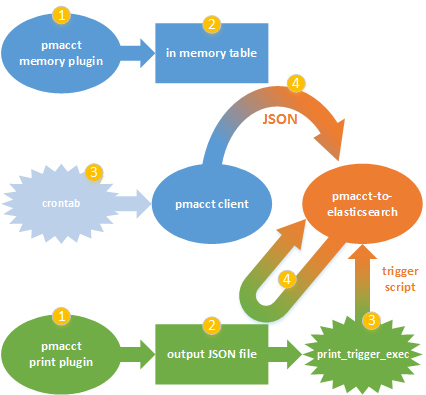 1
pmacct
memory plugin
2
in memory table
4
JSON
3
crontab
pmacct client
pmacct-to-
elasticsearch
4
trigger
script
1
pmacct
print plugin
2
output JSON file
3
print_trigger_exec